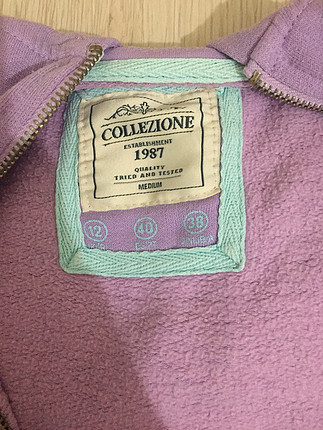 COLLEZIONE
ESTABLISHMENT
1987
QUALITY
TRIED AND TESTED
MEDIUM
12 40 38